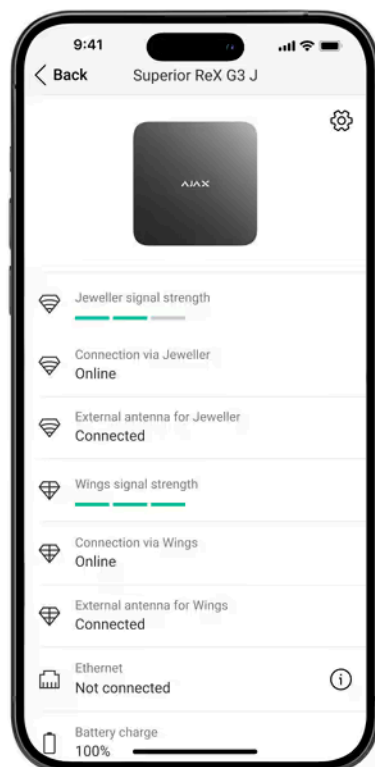 9:41
Back Superior ReX G3 J
AJAX
Jeweller signal strength
Connection via Jeweller
Online
External antenna for Jeweller
Connected
Wings signal strength
Connection via Wings
Online
External antenna for Wings
Connected
Ethernet
Not connected
Battery charge
100%